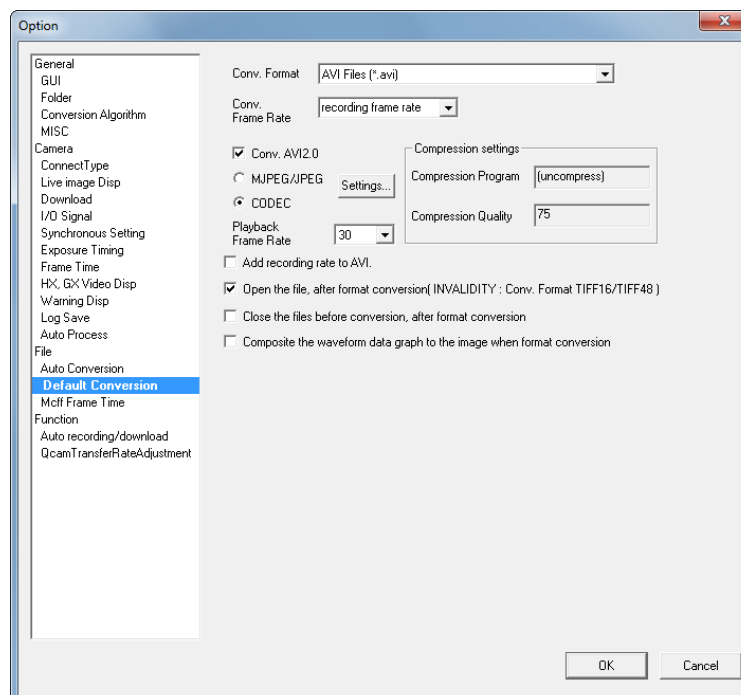 Option
General
GUI
Folder
Conversion Algorithm
MISC
Camera
ConnectType
Live image Disp
Download
I/O Signal
Synchronous Setting
Exposure Timing
Frame Time
HX, GX Video Disp
Warning Disp
Log Save
Auto Process
File
Auto Conversion
Default Conversion
Mcff Frame Time
Function
Auto recording/download
QcamTransferRateAdjustment
Conv. Format AVI Files (*.avi)
Conv.
Frame Rate recording frame rate
Conv. AVI2.0
MJPEG/JPEG
Settings...
CODEC
Compression settings
Compression Program (uncompress)
Compression Quality 75
Playback
Frame Rate 30
Add recording rate to AVI.
Open the file, after format conversion( INVALIDITY : Conv. Format TIFF16/TIFF48 )
Close the files before conversion, after format conversion
Composite the waveform data graph to the image when format conversion
OK Cancel